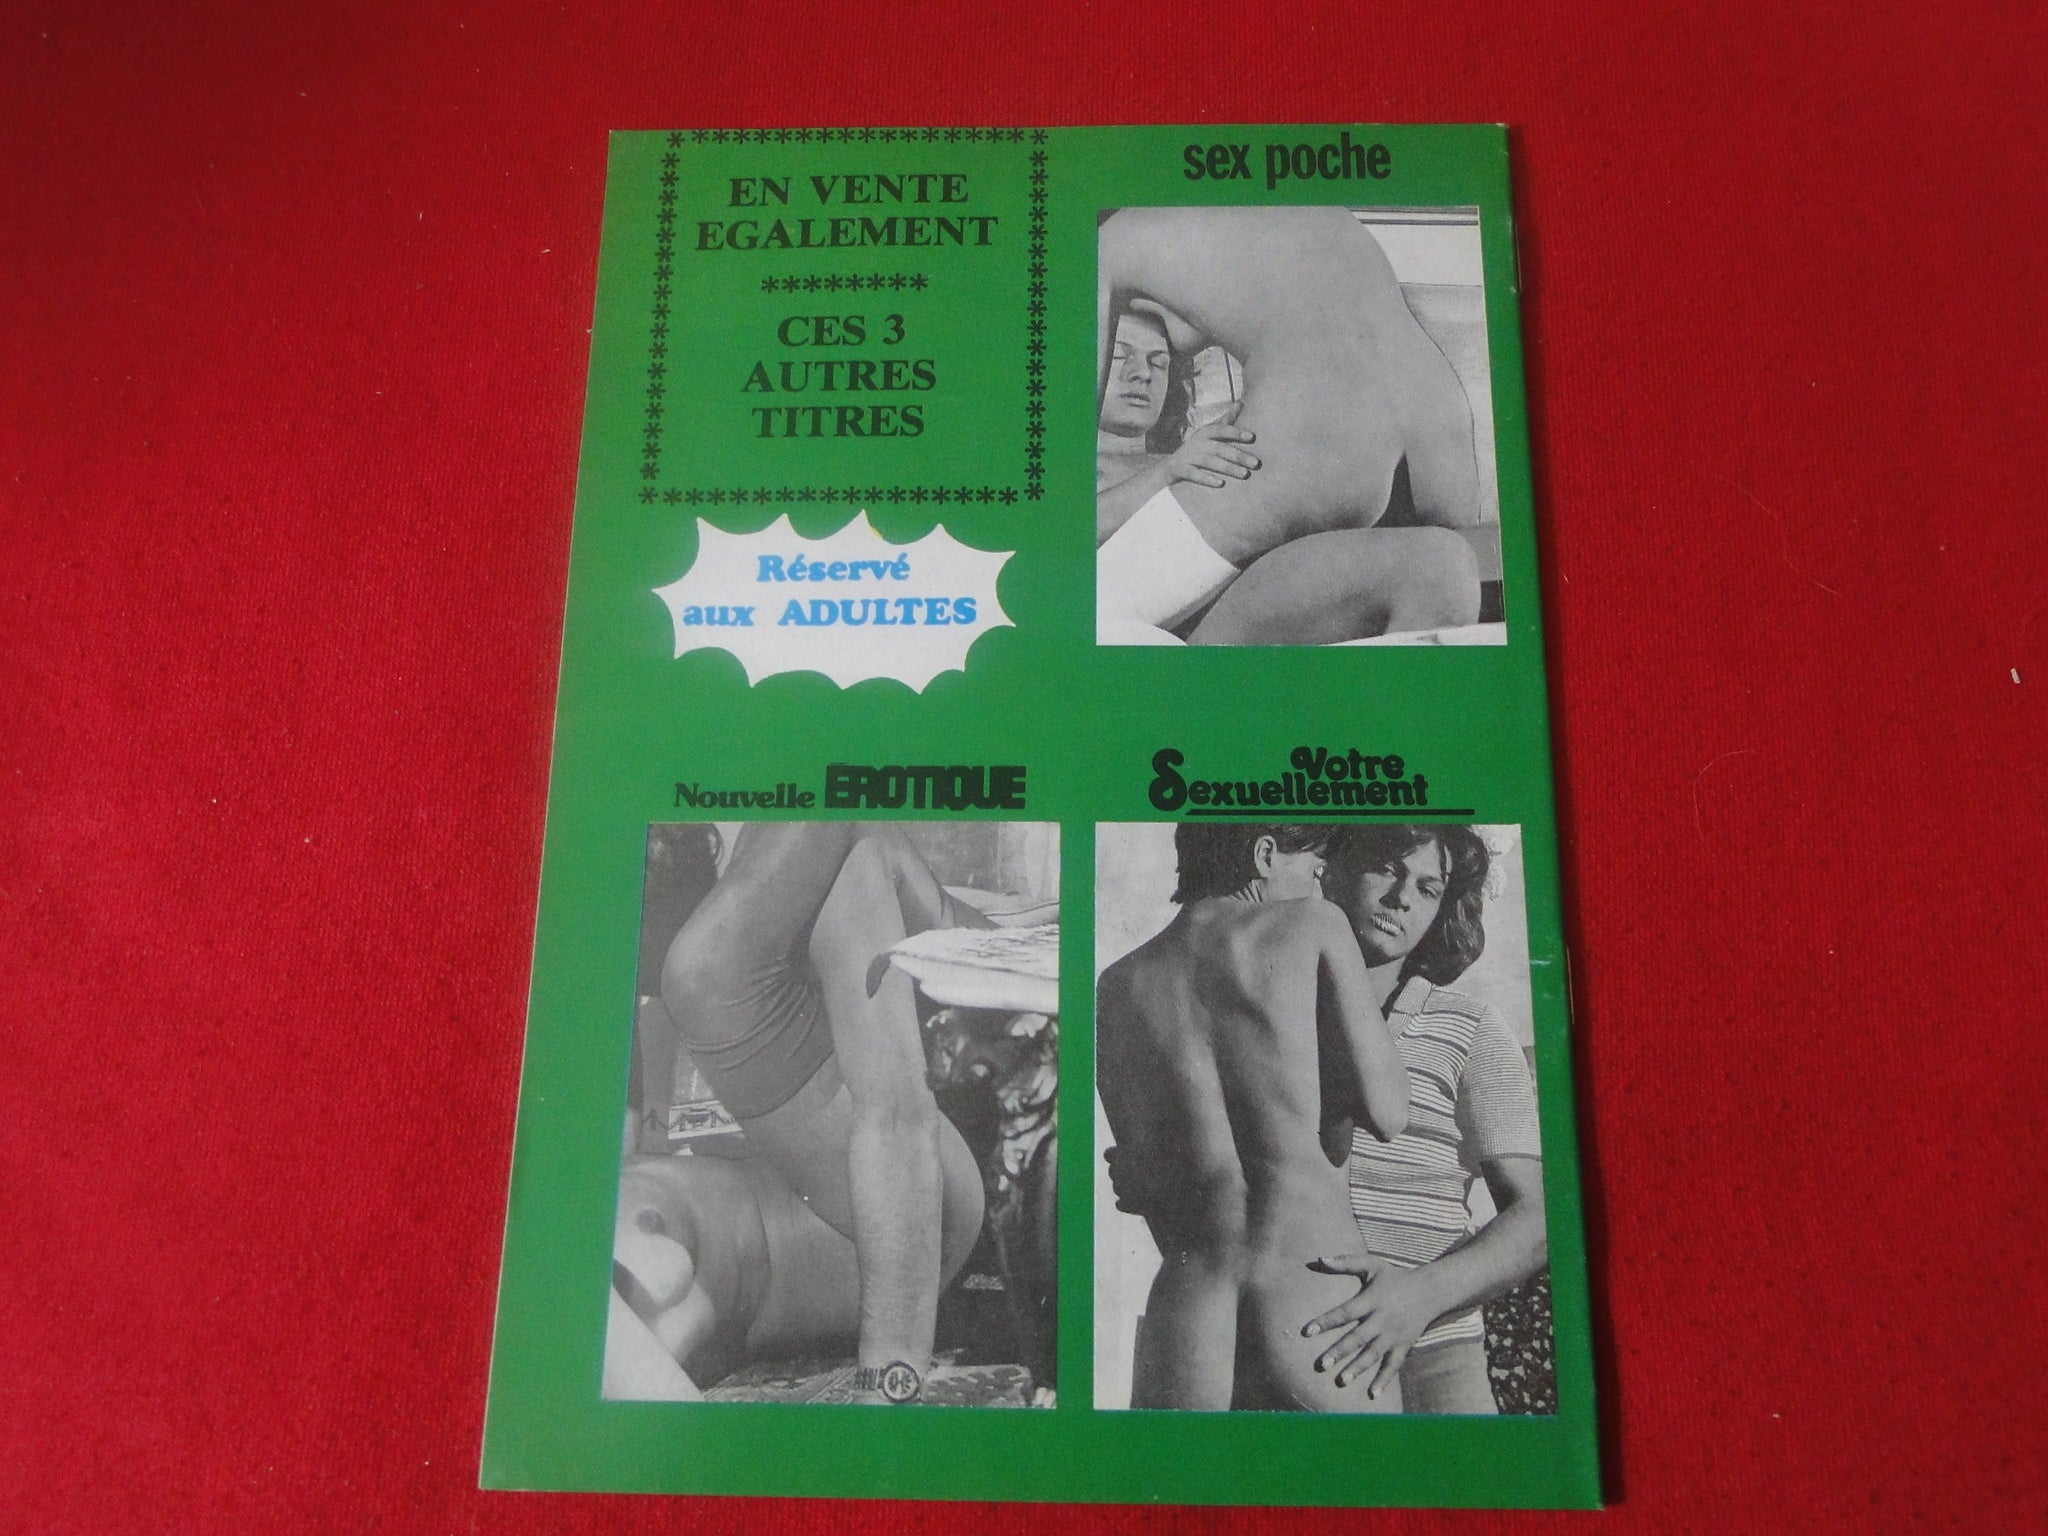 EN VENTE
EGALEMENT
********
CES 3
AUTRES
TITRES
Réservé
aux ADULTES
sex poche
Nouvelle EROTIQUE
Votre
Sexuellement